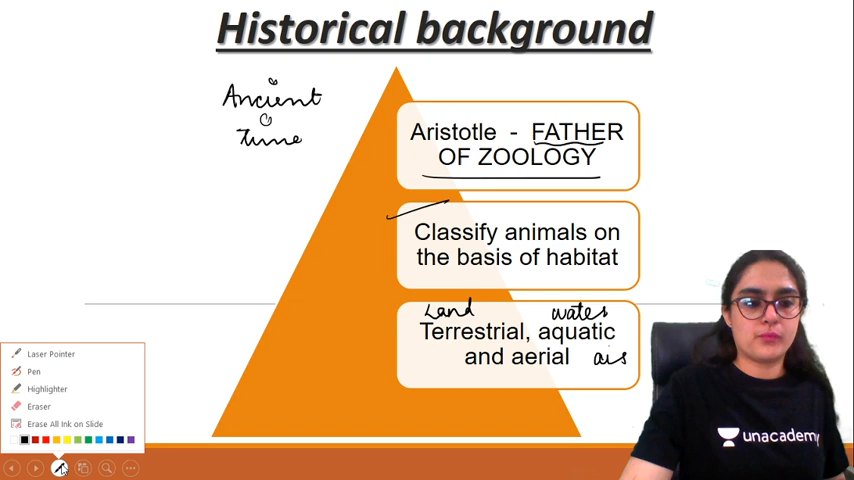 Historical background
Ancient
Time
Aristotle - FATHER
OF ZOOLOGY
Classify animals on
the basis of habitat
Land water
Terrestrial, aquatic
and aerial air
Laser Pointer
Pen
Highlighter
Eraser
Erase All Ink on Slide
unacademy